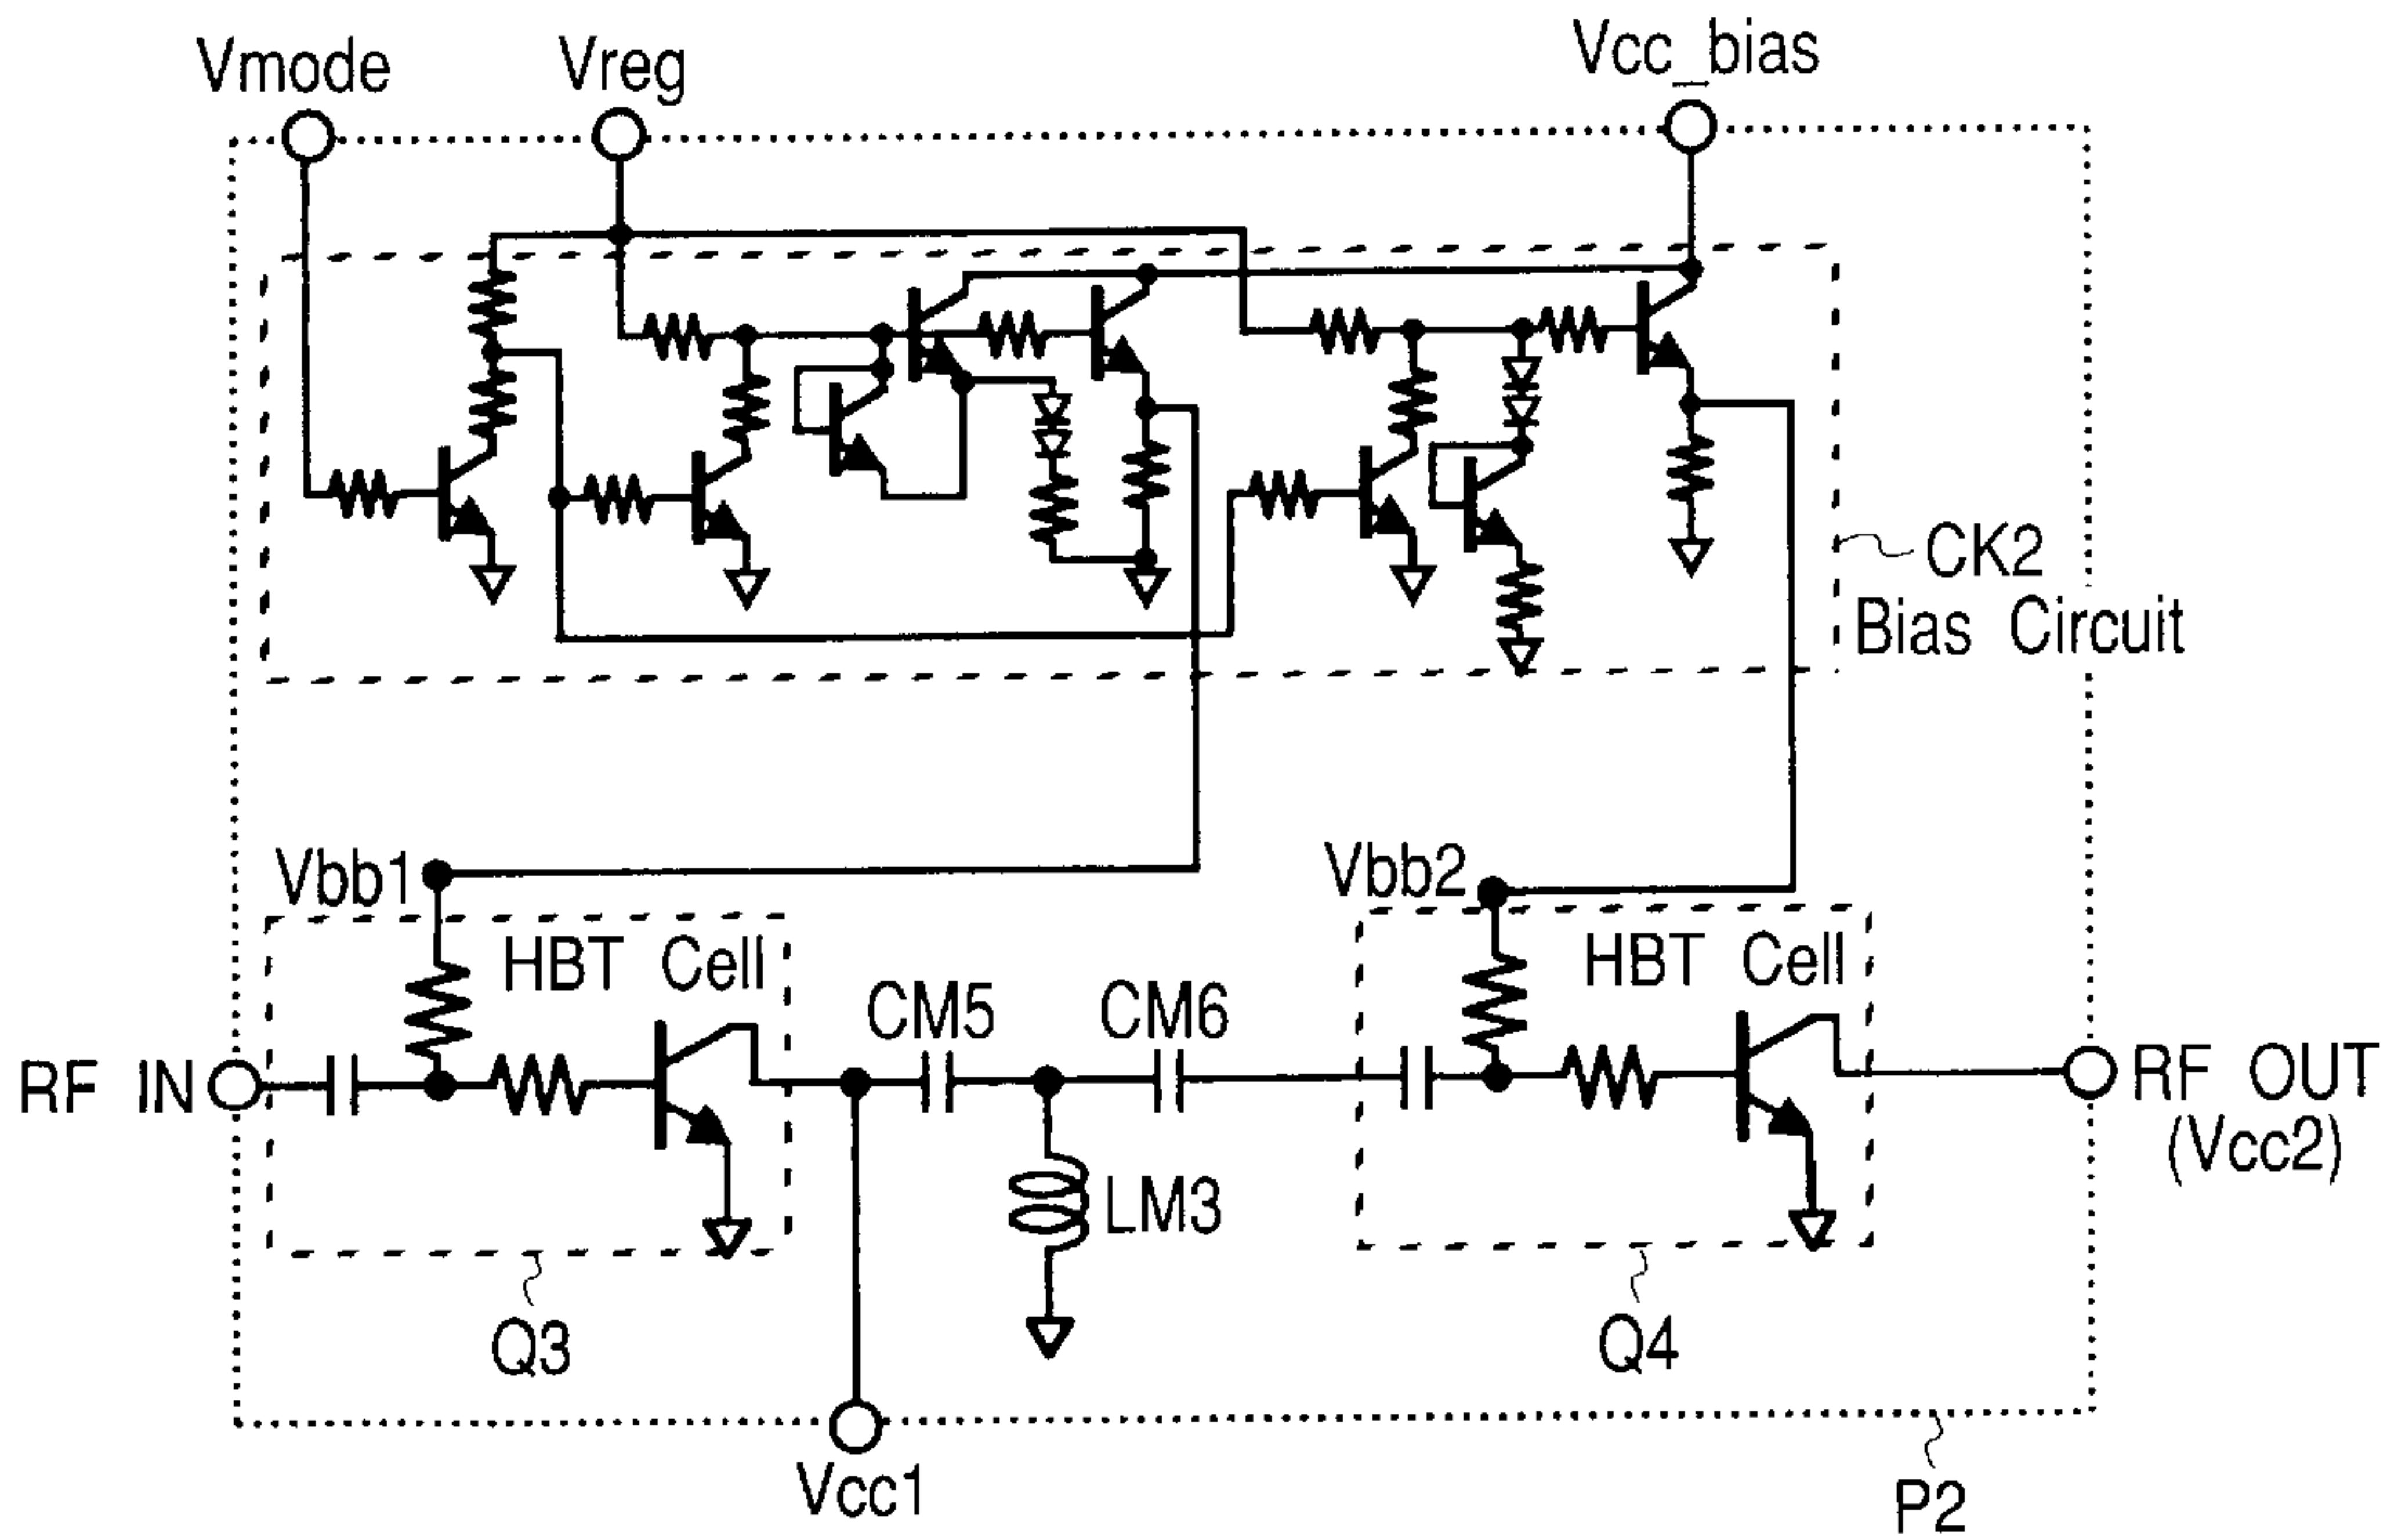 Vmode
Vreg
Vcc_bias
CK2
Bias Circuit
Vbb1
Vbb2
HBT Cell
HBT Cell
CM5
CM6
RF IN
RF OUT
(Vcc2)
LM3
Q3
Q4
Vcc1
P2